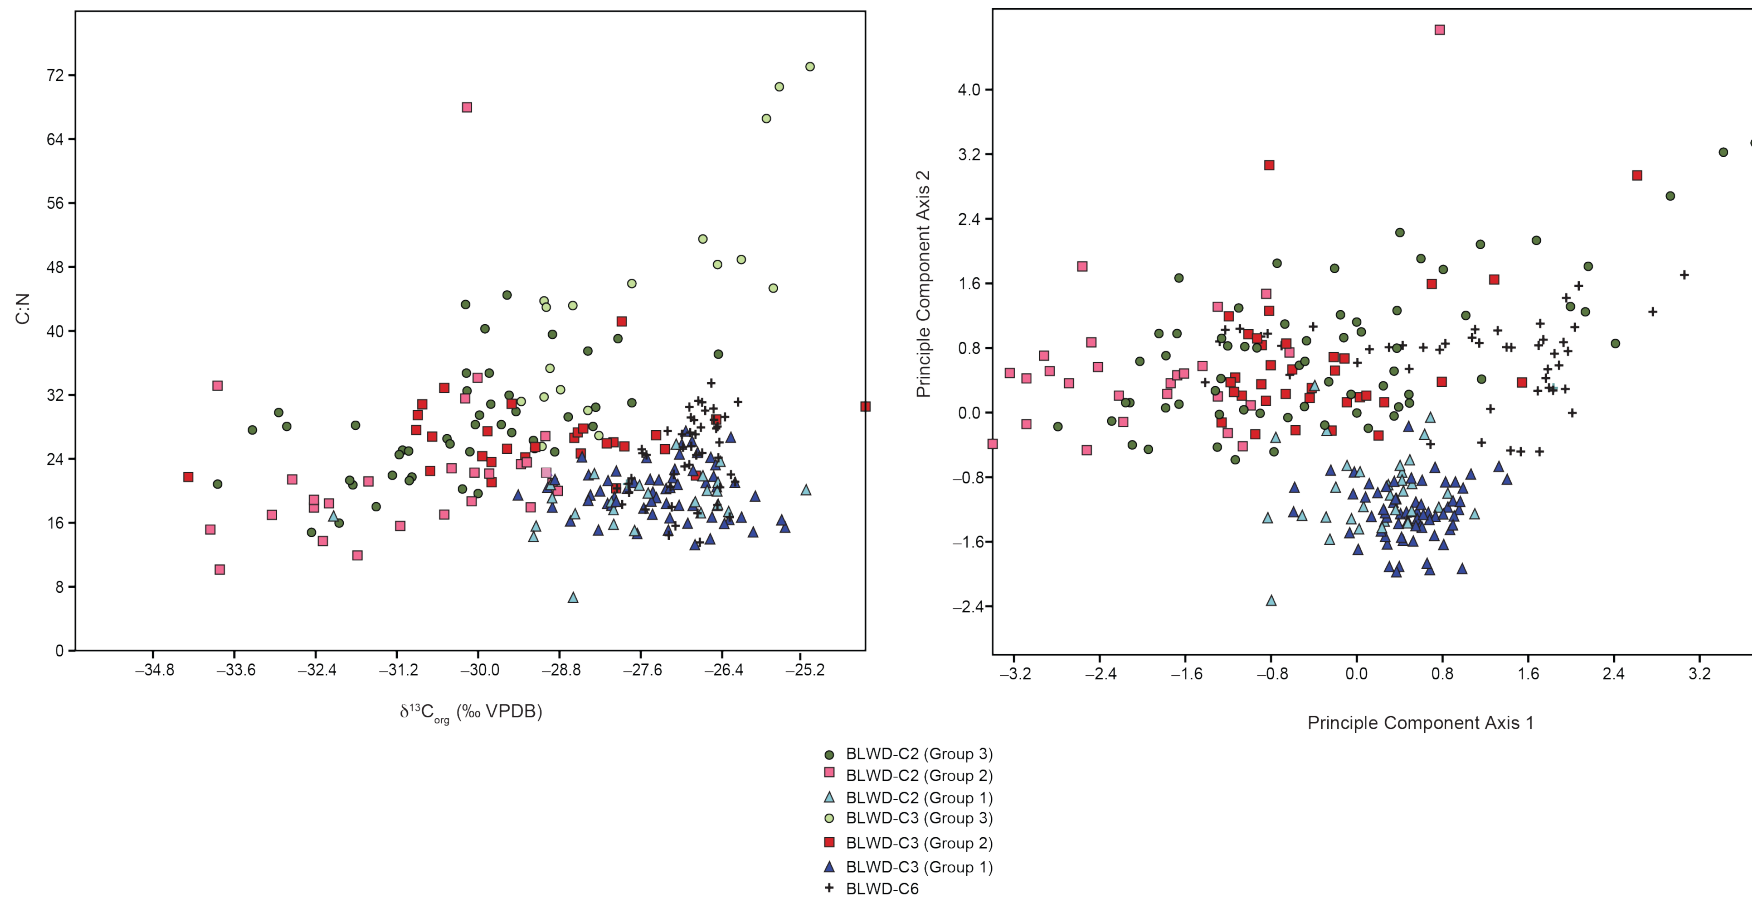 C:N
72
64
56
48
40
32
24
16
8
0
–34.8 –33.6 –32.4 –31.2 –30.0 –28.8 –27.6 –26.4 –25.2
δ¹³Corg (‰ VPDB)
Principle Component Axis 2
4.0
3.2
2.4
1.6
0.8
0.0
–0.8
–1.6
–2.4
–3.2 –2.4 –1.6 –0.8 0.0 0.8 1.6 2.4 3.2
Principle Component Axis 1
BLWD-C2 (Group 3)
BLWD-C2 (Group 2)
BLWD-C2 (Group 1)
BLWD-C3 (Group 3)
BLWD-C3 (Group 2)
BLWD-C3 (Group 1)
BLWD-C6